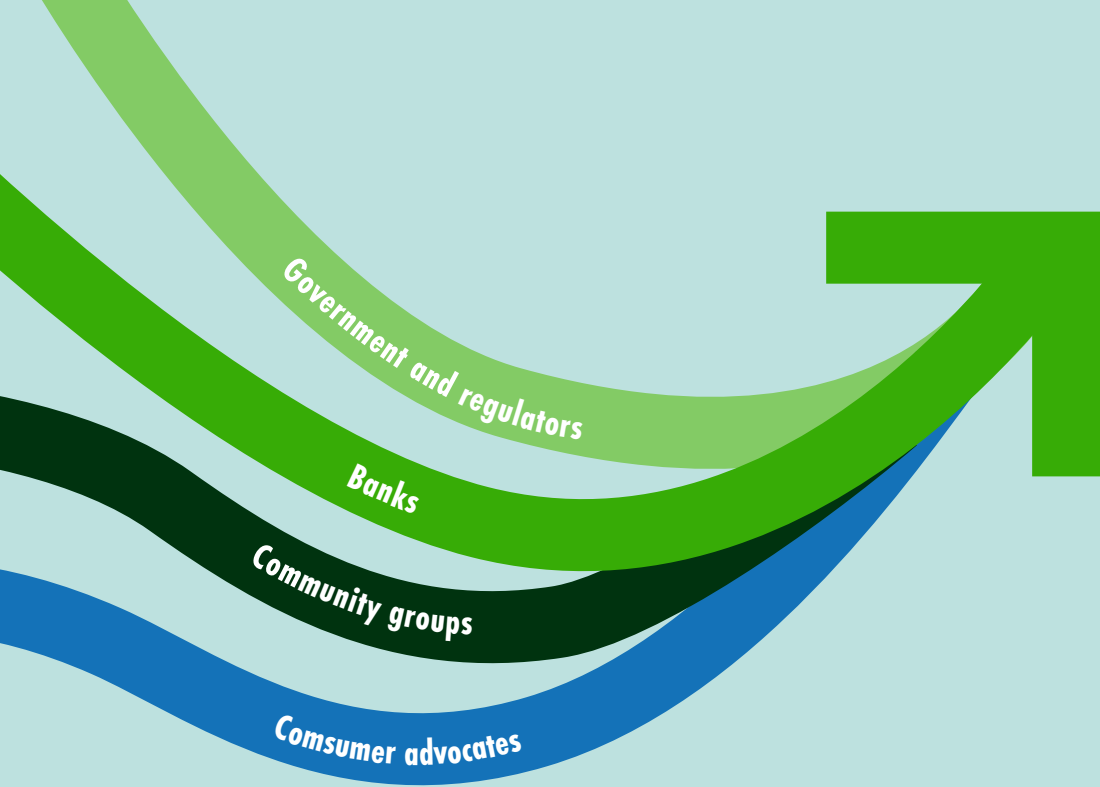 Government and regulators
Banks
Community groups
Comsumer advocates